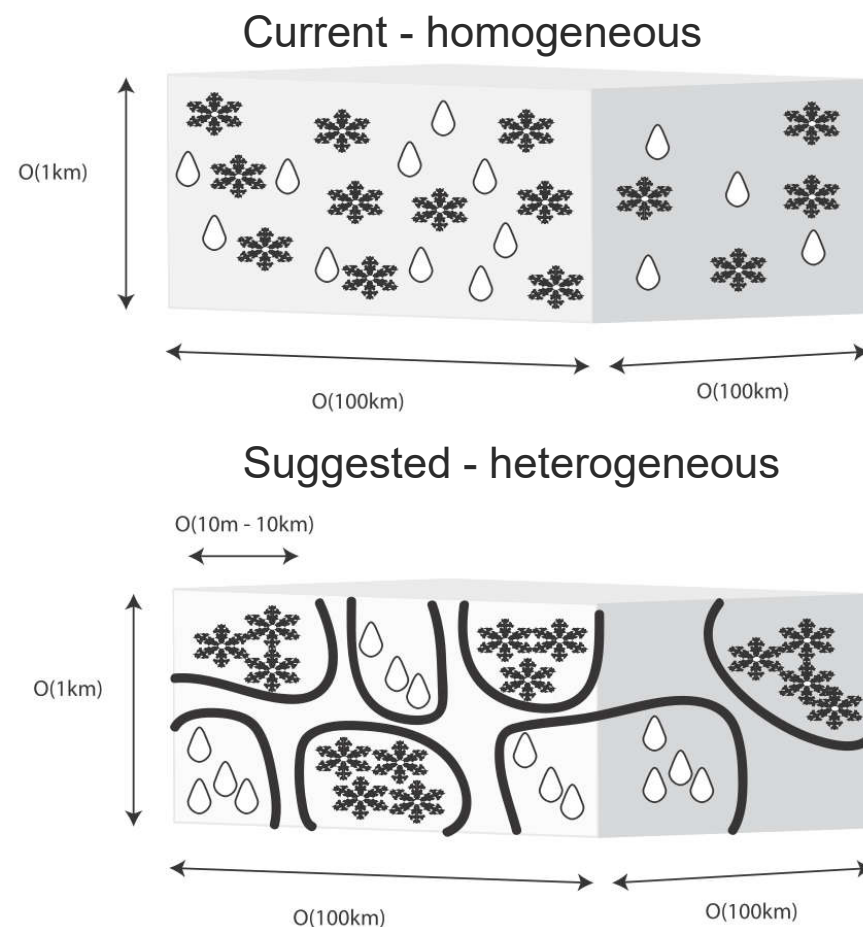 Current - homogeneous
O(1km)
O(100km)
O(100km)
Suggested - heterogeneous
O(10m - 10km)
O(1km)
O(100km)
O(100km)